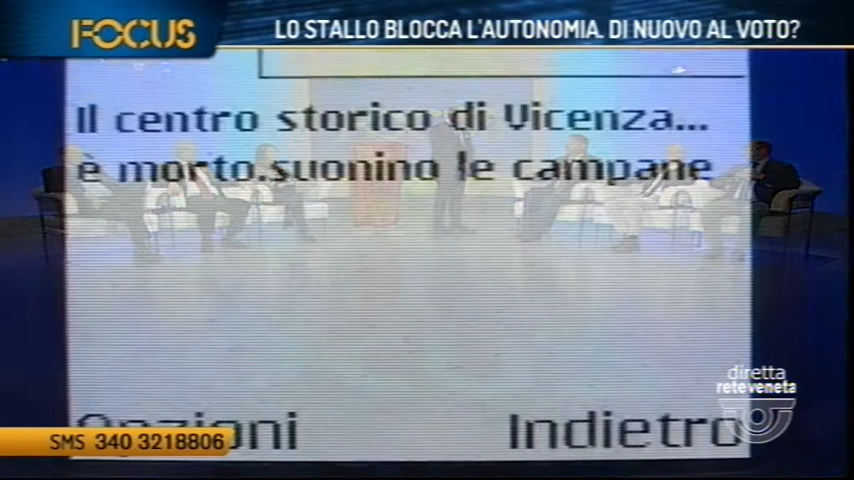 FOCUS
LO STALLO BLOCCA L'AUTONOMIA. DI NUOVO AL VOTO?
Il centro storico di Vicenza...
è morto.suonino le campane
Opzioni
Indietro
diretta
reteveneta
SMS 340 3218806